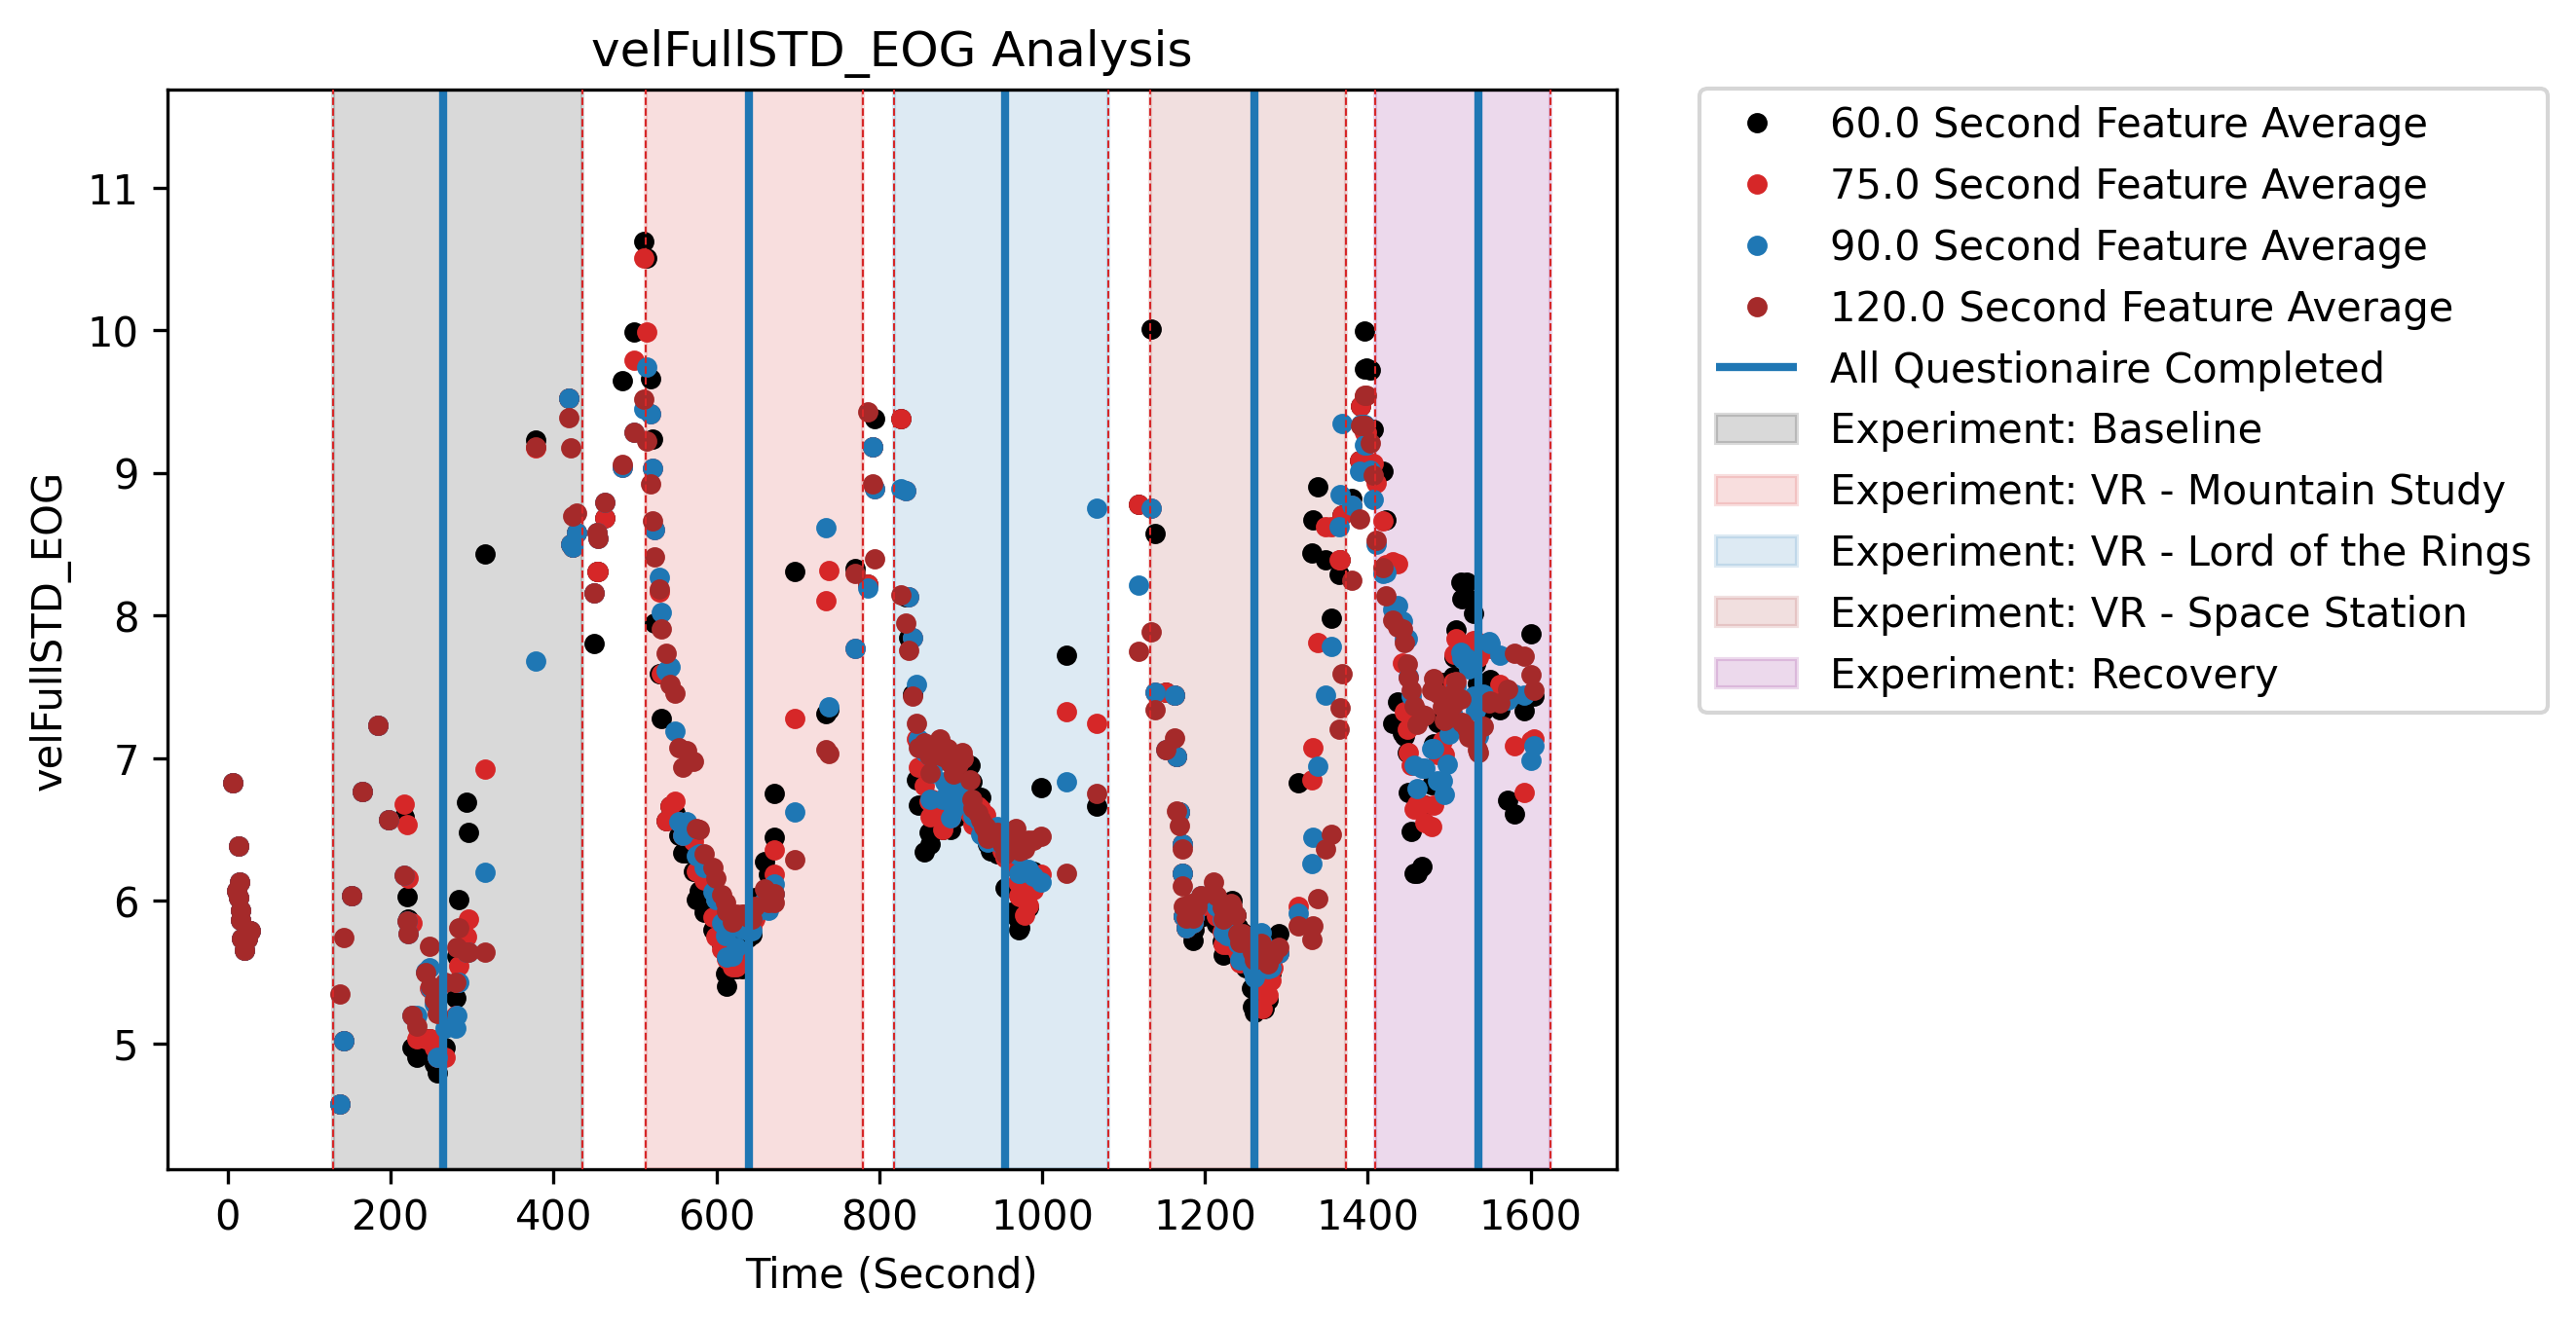 velFullSTD_EOG Analysis
velFullSTD_EOG
11
10
9
8
7
6
5
0 200 400 600 800 1000 1200 1400 1600
Time (Second)
60.0 Second Feature Average
75.0 Second Feature Average
90.0 Second Feature Average
120.0 Second Feature Average
All Questionaire Completed
Experiment: Baseline
Experiment: VR - Mountain Study
Experiment: VR - Lord of the Rings
Experiment: VR - Space Station
Experiment: Recovery